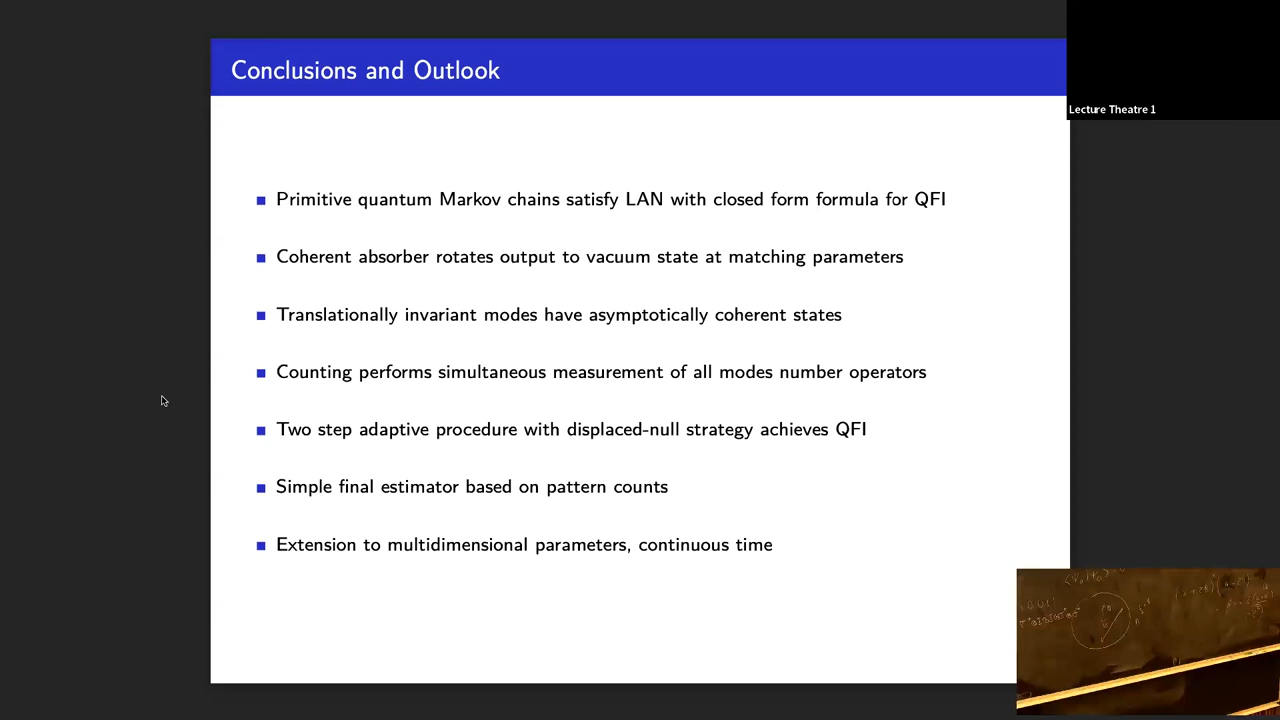 Conclusions and Outlook
Lecture Theatre 1
Primitive quantum Markov chains satisfy LAN with closed form formula for QFI
Coherent absorber rotates output to vacuum state at matching parameters
Translationally invariant modes have asymptotically coherent states
Counting performs simultaneous measurement of all modes number operators
Two step adaptive procedure with displaced-null strategy achieves QFI
Simple final estimator based on pattern counts
Extension to multidimensional parameters, continuous time